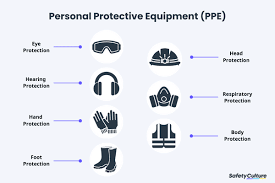 Personal Protective Equipment (PPE)
Eye
Protection
Head
Protection
Hearing
Protection
Respiratory
Protection
Hand
Protection
Body
Protection
Foot
Protection
SafetyCulture